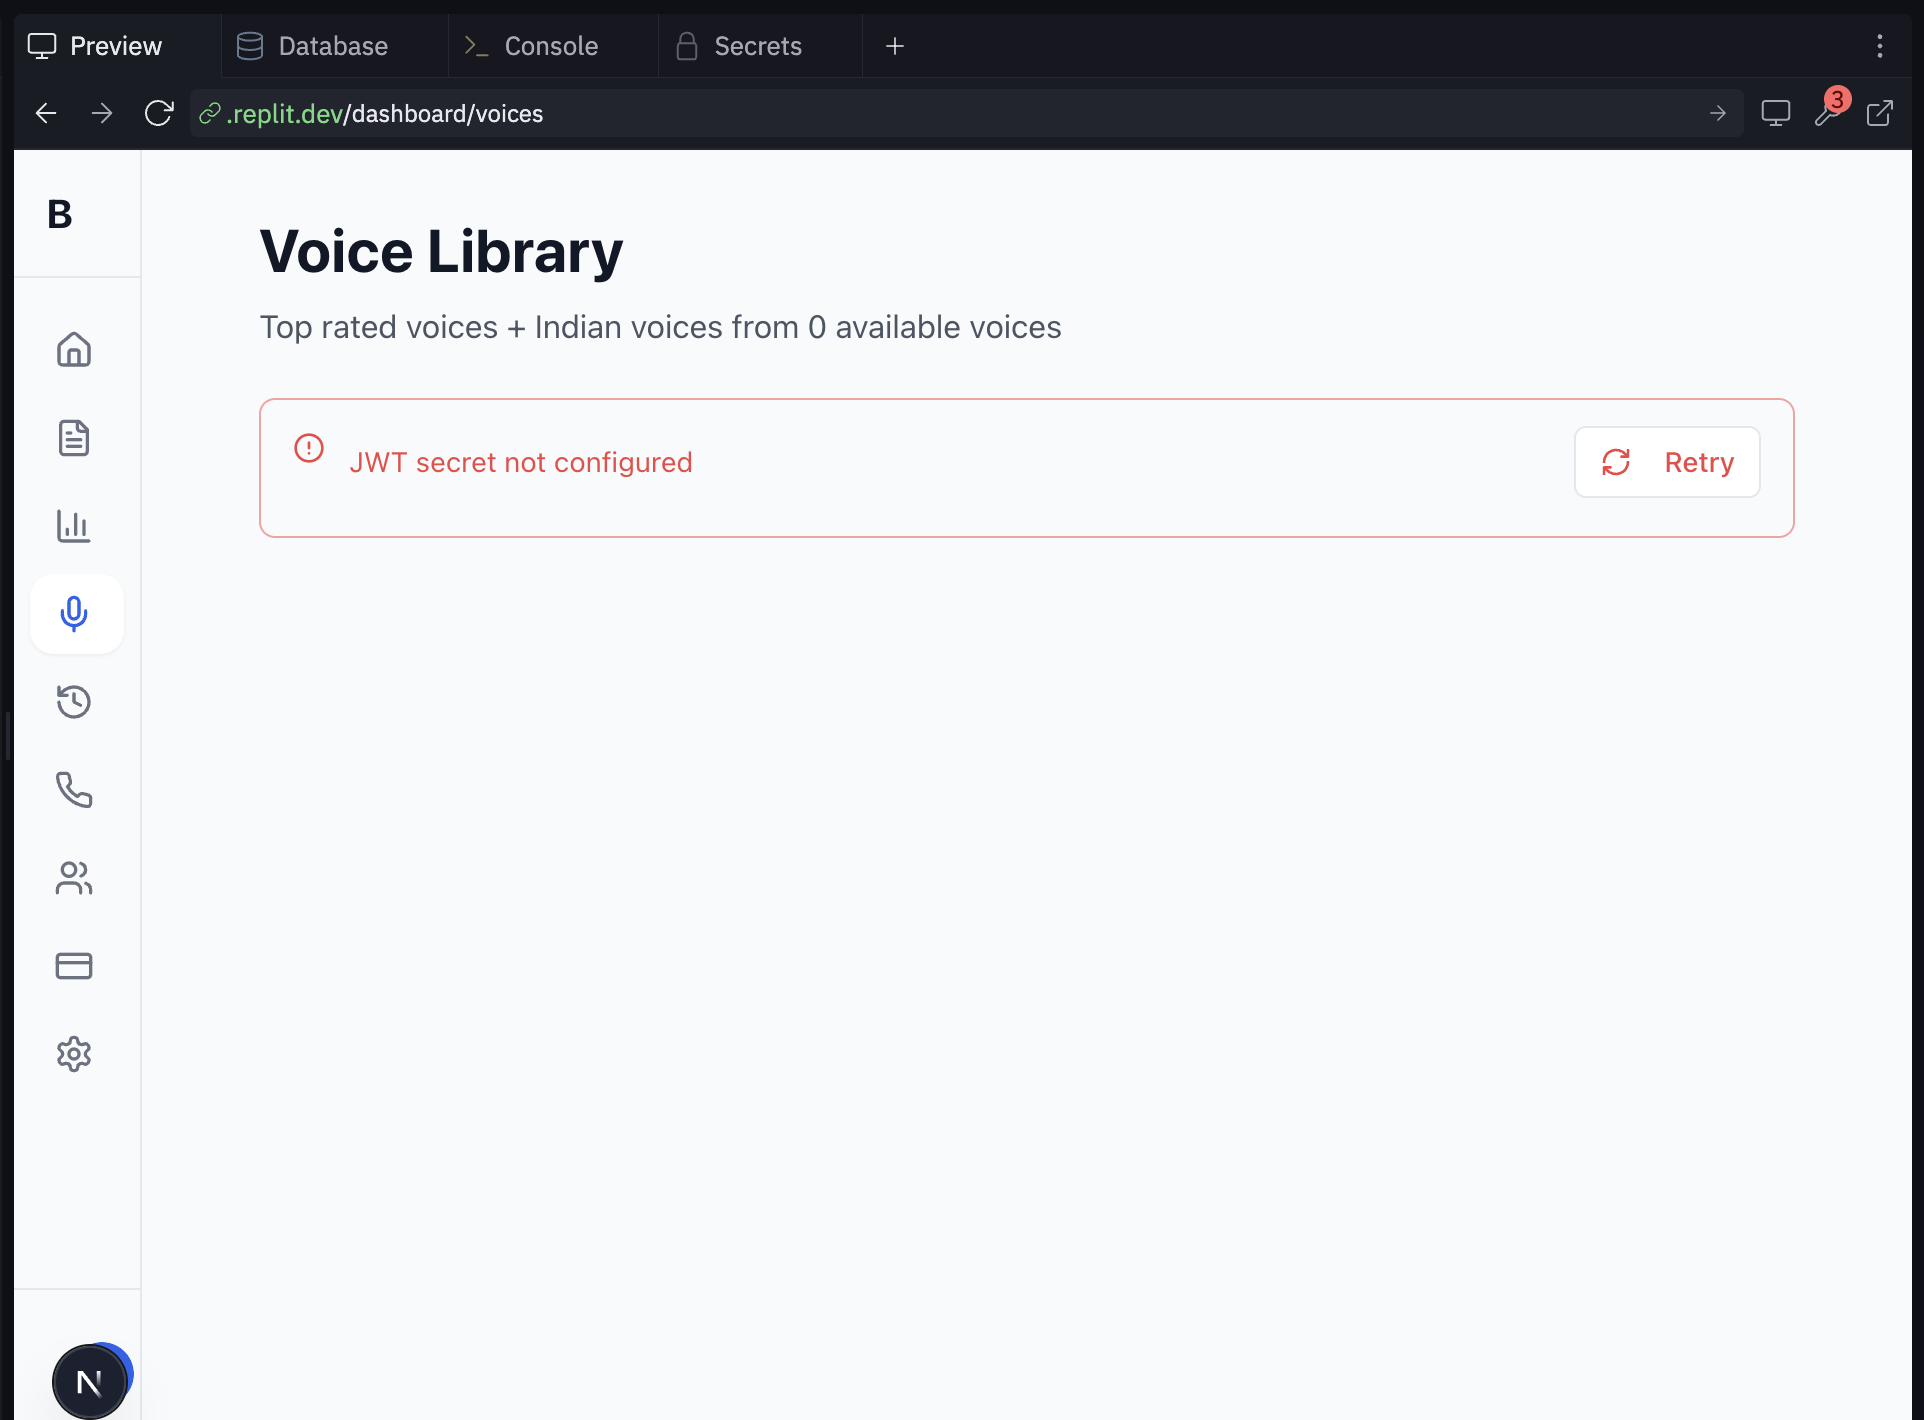 Preview
Database
Console
Secrets
.replit.dev/dashboard/voices
3
B
Voice Library
Top rated voices + Indian voices from 0 available voices
JWT secret not configured
Retry
N